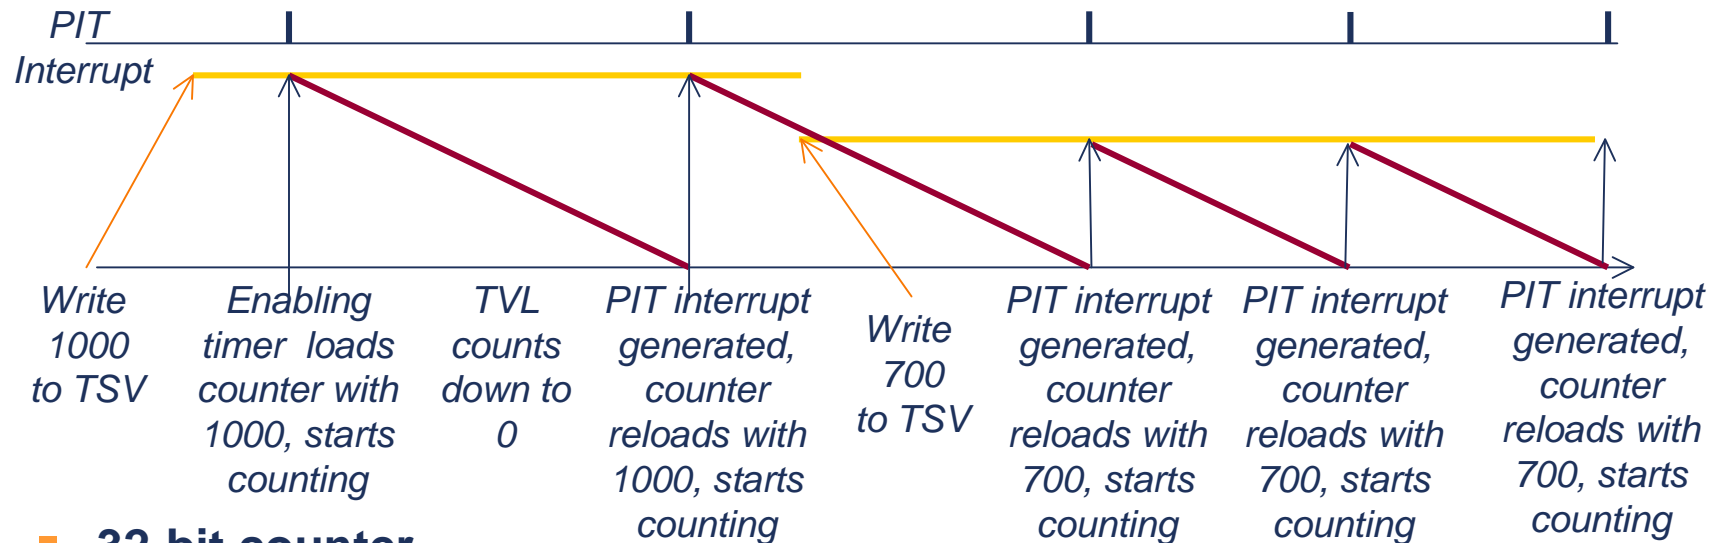 PIT
Interrupt
Write
1000
to TSV
Enabling
timer loads
counter with
1000, starts
counting
TVL
counts
down to
0
PIT interrupt
generated,
counter
reloads with
1000, starts
counting
Write
700
to TSV
PIT interrupt
generated,
counter
reloads with
700, starts
counting
PIT interrupt
generated,
counter
reloads with
700, starts
counting
PIT interrupt
generated,
counter
reloads with
700, starts
counting
32-bit counter